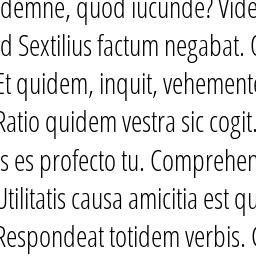 demne, quod iucunde? Vide
d Sextilius factum negabat.
Et quidem, inquit, vehemente
Ratio quidem vestra sic cogit.
s es profecto tu. Comprehen
Utilitatis causa amicitia est qu
Respondeat totidem verbis.